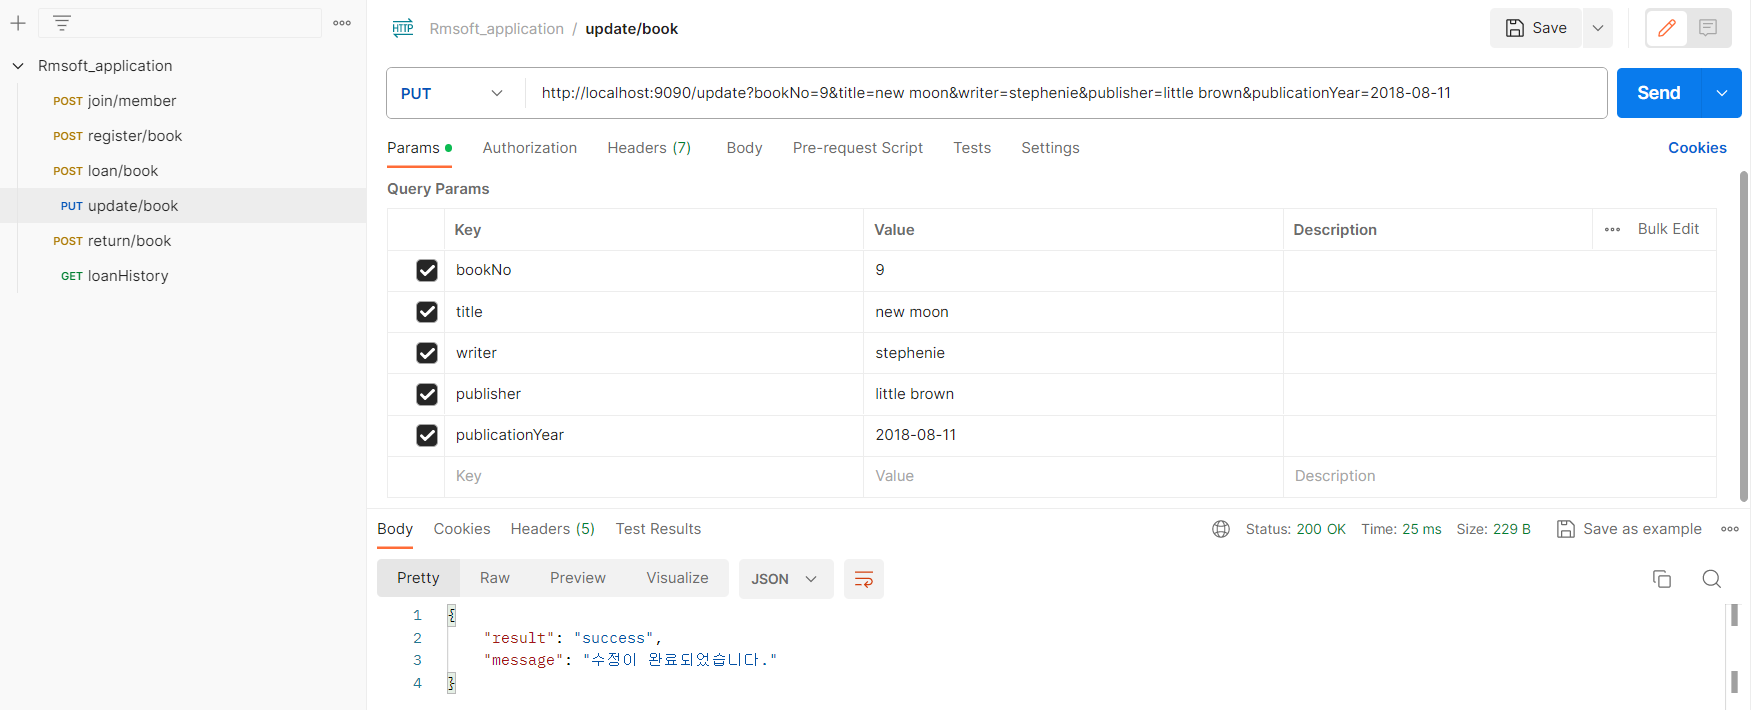 Rmsoft_application
POST join/member
POST register/book
POST loan/book
PUT update/book
POST return/book
GET loanHistory
HTTP Rmsoft_application / update/book
Save
PUT http://localhost:9090/update?bookNo=9&title=new moon&writer=stephenie&publisher=little brown&publicationYear=2018-08-11
Send
Params Authorization Headers (7) Body Pre-request Script Tests Settings Cookies
Query Params
Key Value Description Bulk Edit
bookNo 9
title new moon
writer stephenie
publisher little brown
publicationYear 2018-08-11
Key Value Description
Body Cookies Headers (5) Test Results Status: 200 OK Time: 25 ms Size: 229 B Save as example
Pretty Raw Preview Visualize JSON
1 {
2 "result": "success",
3 "message": "수정이 완료되었습니다."
4 }